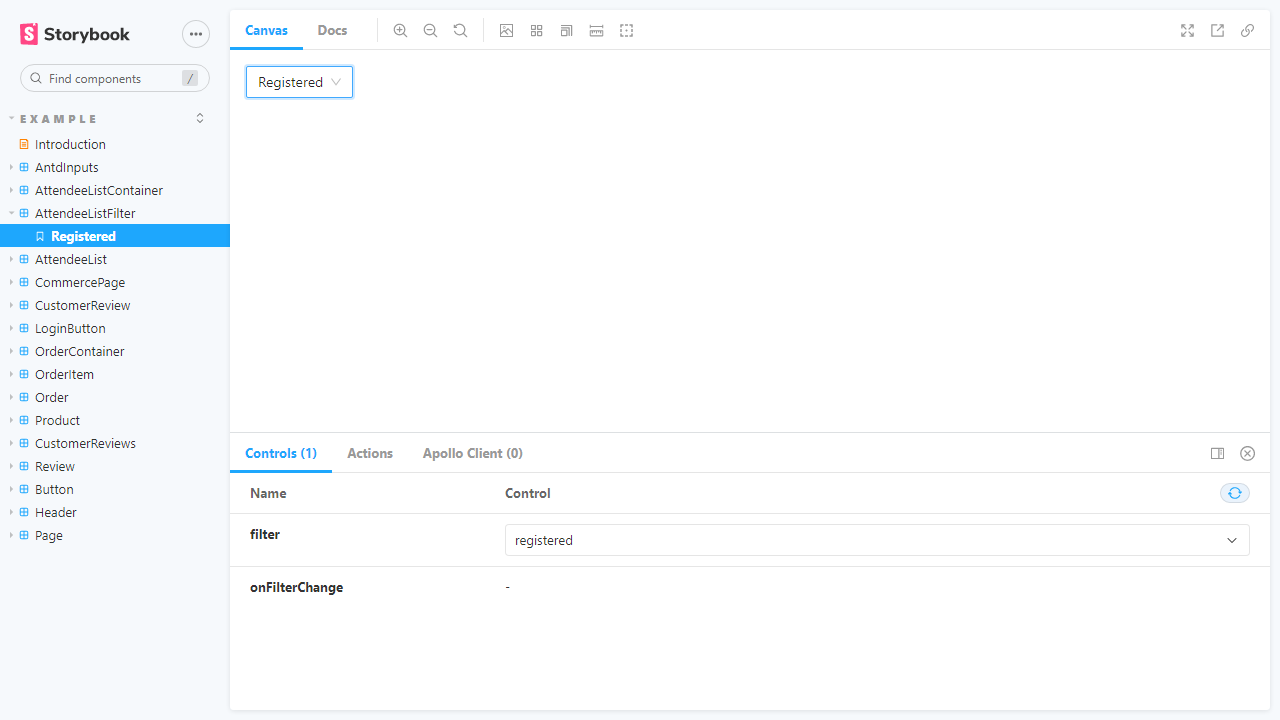 Storybook
Find components
/
EXAMPLE
Introduction
AntdInputs
AttendeeListContainer
AttendeeListFilter
Registered
AttendeeList
CommercePage
CustomerReview
LoginButton
OrderContainer
OrderItem
Order
Product
CustomerReviews
Review
Button
Header
Page
Canvas Docs
Registered
Controls (1) Actions Apollo Client (0)
Name Control
filter registered
onFilterChange -